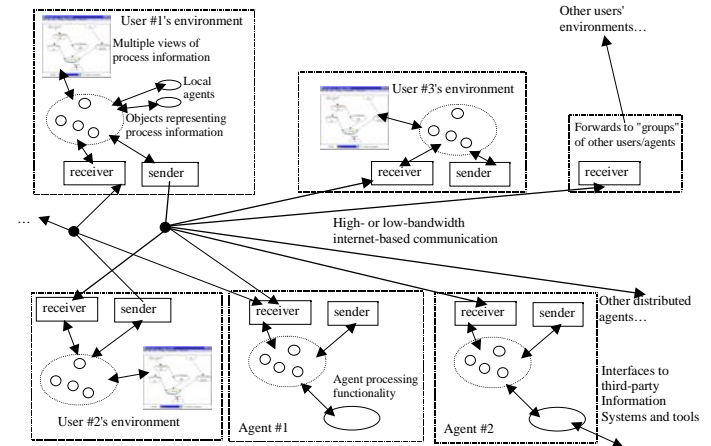 User #1's environment
Multiple views of
process information
Local
agents
Objects representing
process information
receiver
sender
User #3's environment
receiver
sender
Other users'
environments…
Forwards to "groups"
of other users/agents
receiver
…
High- or low-bandwidth
internet-based communication
receiver
sender
User #2's environment
receiver
sender
Agent processing
functionality
Agent #1
receiver
sender
Agent #2
Other distributed
agents…
Interfaces to
third-party
Information
Systems and tools